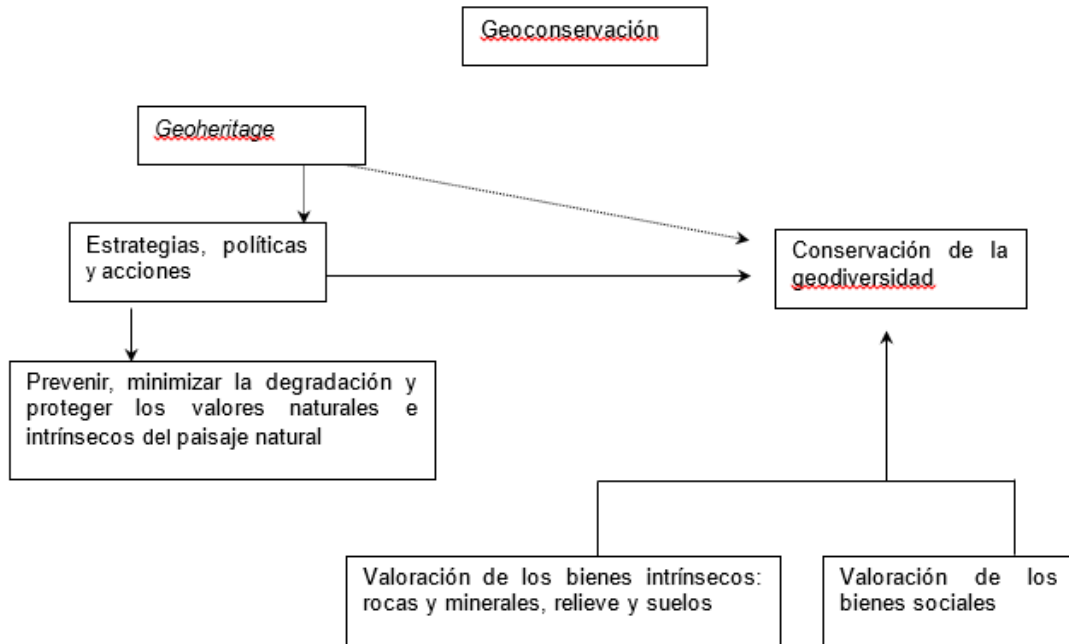 Geoconservación
Geoheritage
Estrategias, políticas
y acciones
Conservación de la
geodiversidad
Prevenir, minimizar la degradación y
proteger los valores naturales e
intrínsecos del paisaje natural
Valoración de los bienes intrínsecos:
rocas y minerales, relieve y suelos
Valoración de los
bienes sociales